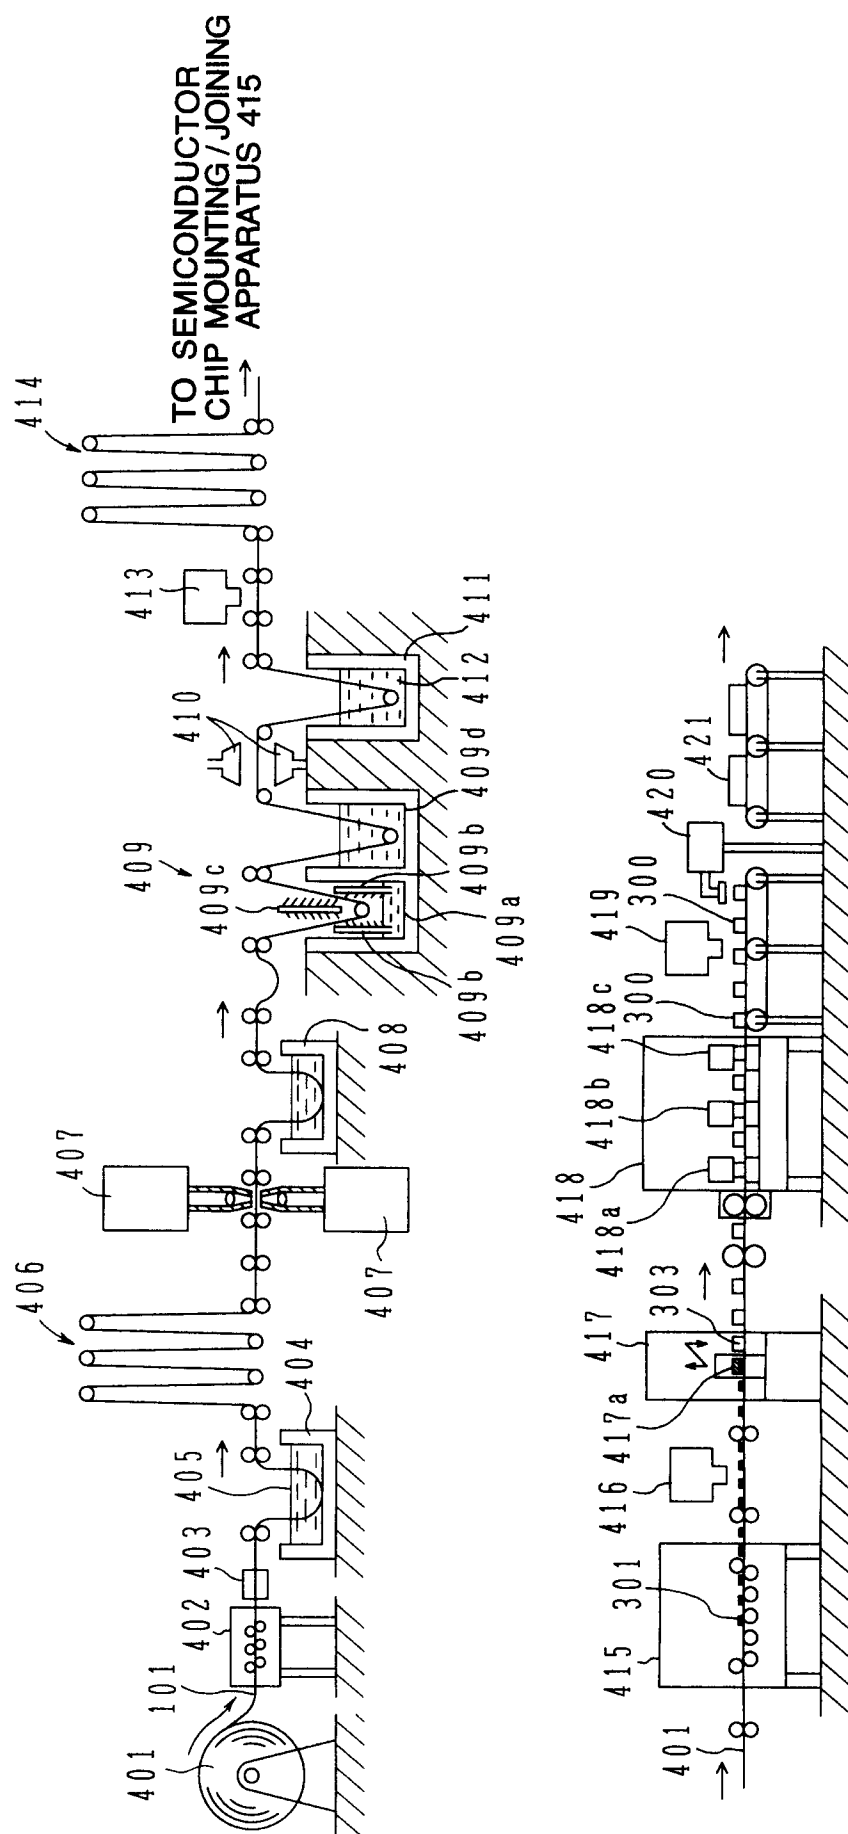 TO SEMICONDUCTOR
CHIP MOUNTING/JOINING
APPARATUS 415
401
101
402
403
405
404
406
407
407
408
409
409c
409b
409a
409b
409d
410
412
411
413
414
401
415
301
416
417a
417
303
418a
418
418b
418c
300
419
300
420
421